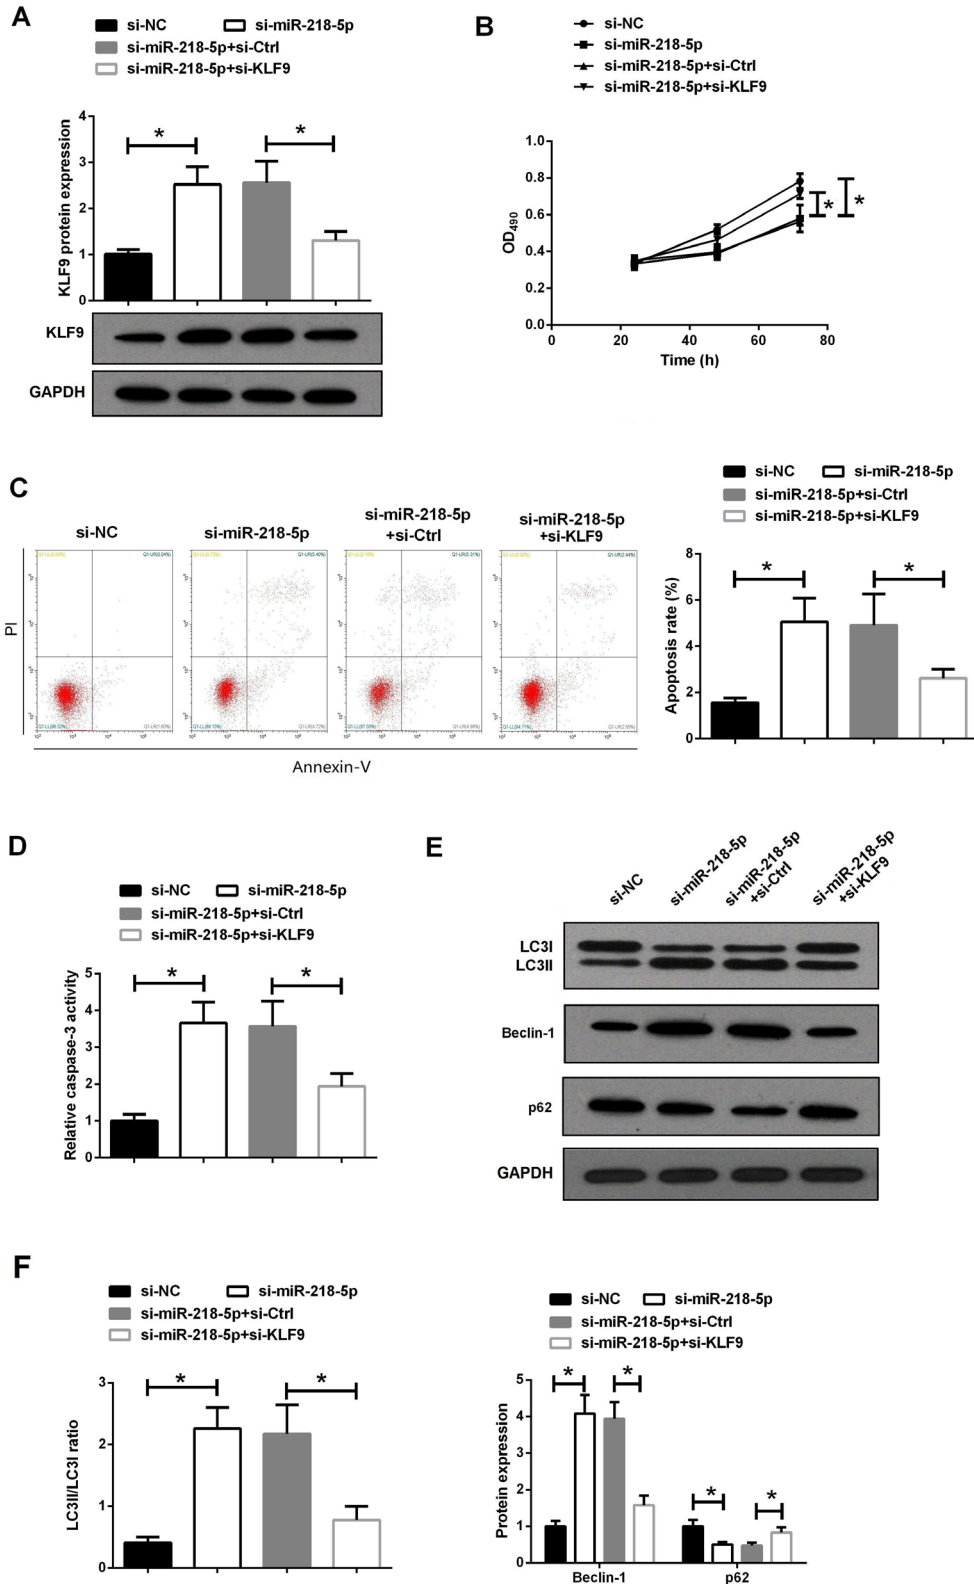 A
si-NC si-miR-218-5p
si-miR-218-5p+si-Ctrl
si-miR-218-5p+si-KLF9
KLF9 protein expression
4
3
2
1
0
* *
KLF9
GAPDH
B
si-NC
si-miR-218-5p
si-miR-218-5p+si-Ctrl
si-miR-218-5p+si-KLF9
OD490
1.0
0.8
0.6
0.4
0.2
0.0
* *
0 20 40 60 80
Time (h)
C
si-NC
si-miR-218-5p
si-miR-218-5p
+si-Ctrl
si-miR-218-5p
+si-KLF9
PI
Annexin-V
si-NC si-miR-218-5p
si-miR-218-5p+si-Ctrl
si-miR-218-5p+si-KLF9
Apoptosis rate (%)
8
6
4
2
0
* *
D
si-NC si-miR-218-5p
si-miR-218-5p+si-Ctrl
si-miR-218-5p+si-KLF9
Relative caspase-3 activity
5
4
3
2
1
0
* *
E
si-NC
si-miR-218-5p
si-miR-218-5p
+si-Ctrl
si-miR-218-5p
+si-KLF9
LC3I
LC3II
Beclin-1
p62
GAPDH
F
si-NC si-miR-218-5p
si-miR-218-5p+si-Ctrl
si-miR-218-5p+si-KLF9
LC3II/LC3I ratio
3
2
1
0
* *
si-NC si-miR-218-5p
si-miR-218-5p+si-Ctrl
si-miR-218-5p+si-KLF9
Protein expression
5
4
3
2
1
0
* *
* *
Beclin-1 p62